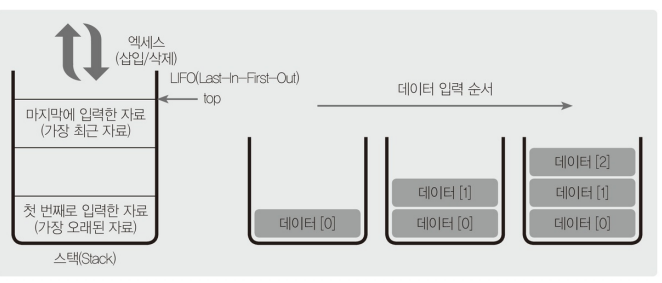 엑세스
(삽입/삭제)
LIFO(Last-In-First-Out)
top
마지막에 입력한 자료
(가장 최근 자료)
첫 번째로 입력한 자료
(가장 오래된 자료)
스택(Stack)
데이터 입력 순서
데이터 [0]
데이터 [1]
데이터 [0]
데이터 [2]
데이터 [1]
데이터 [0]